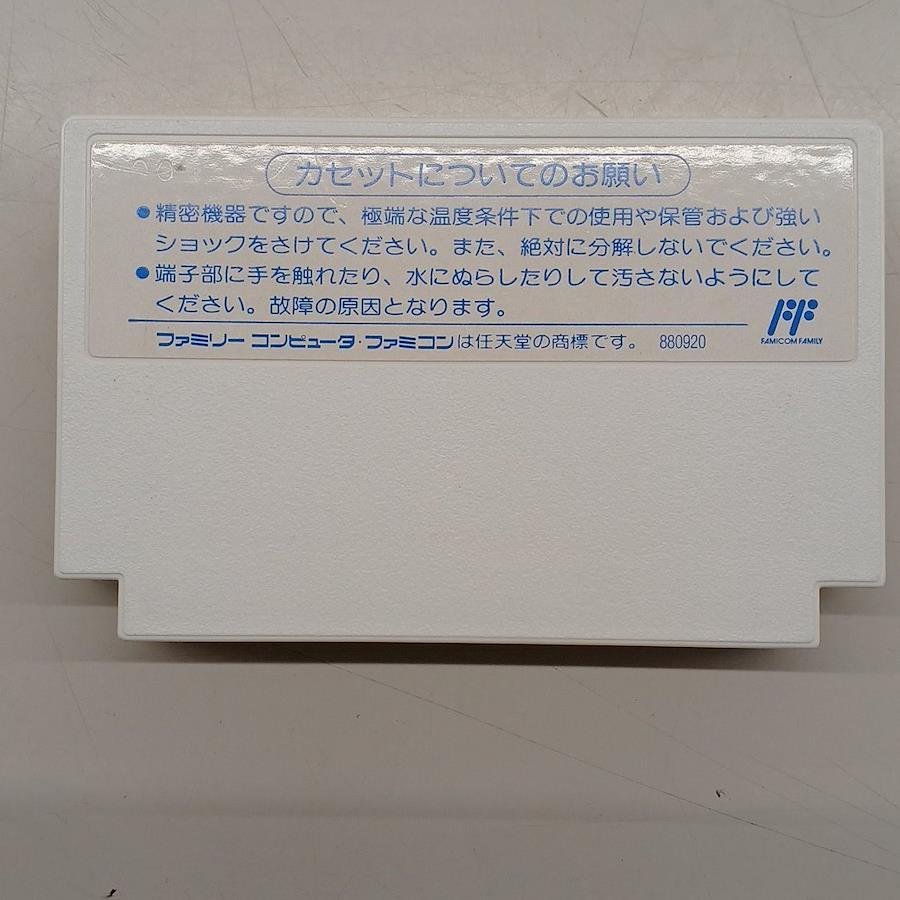 カセットについてのお願い
●精密機器ですので、極端な温度条件下での使用や保管および強い
ショックをさけてください。また、絶対に分解しないでください。
●端子部に手を触れたり、水にぬらしたりして汚さないようにして
ください。故障の原因となります。
FAMICOM FAMILY
ファミリー コンピュータ・ファミコンは任天堂の商標です。 880920